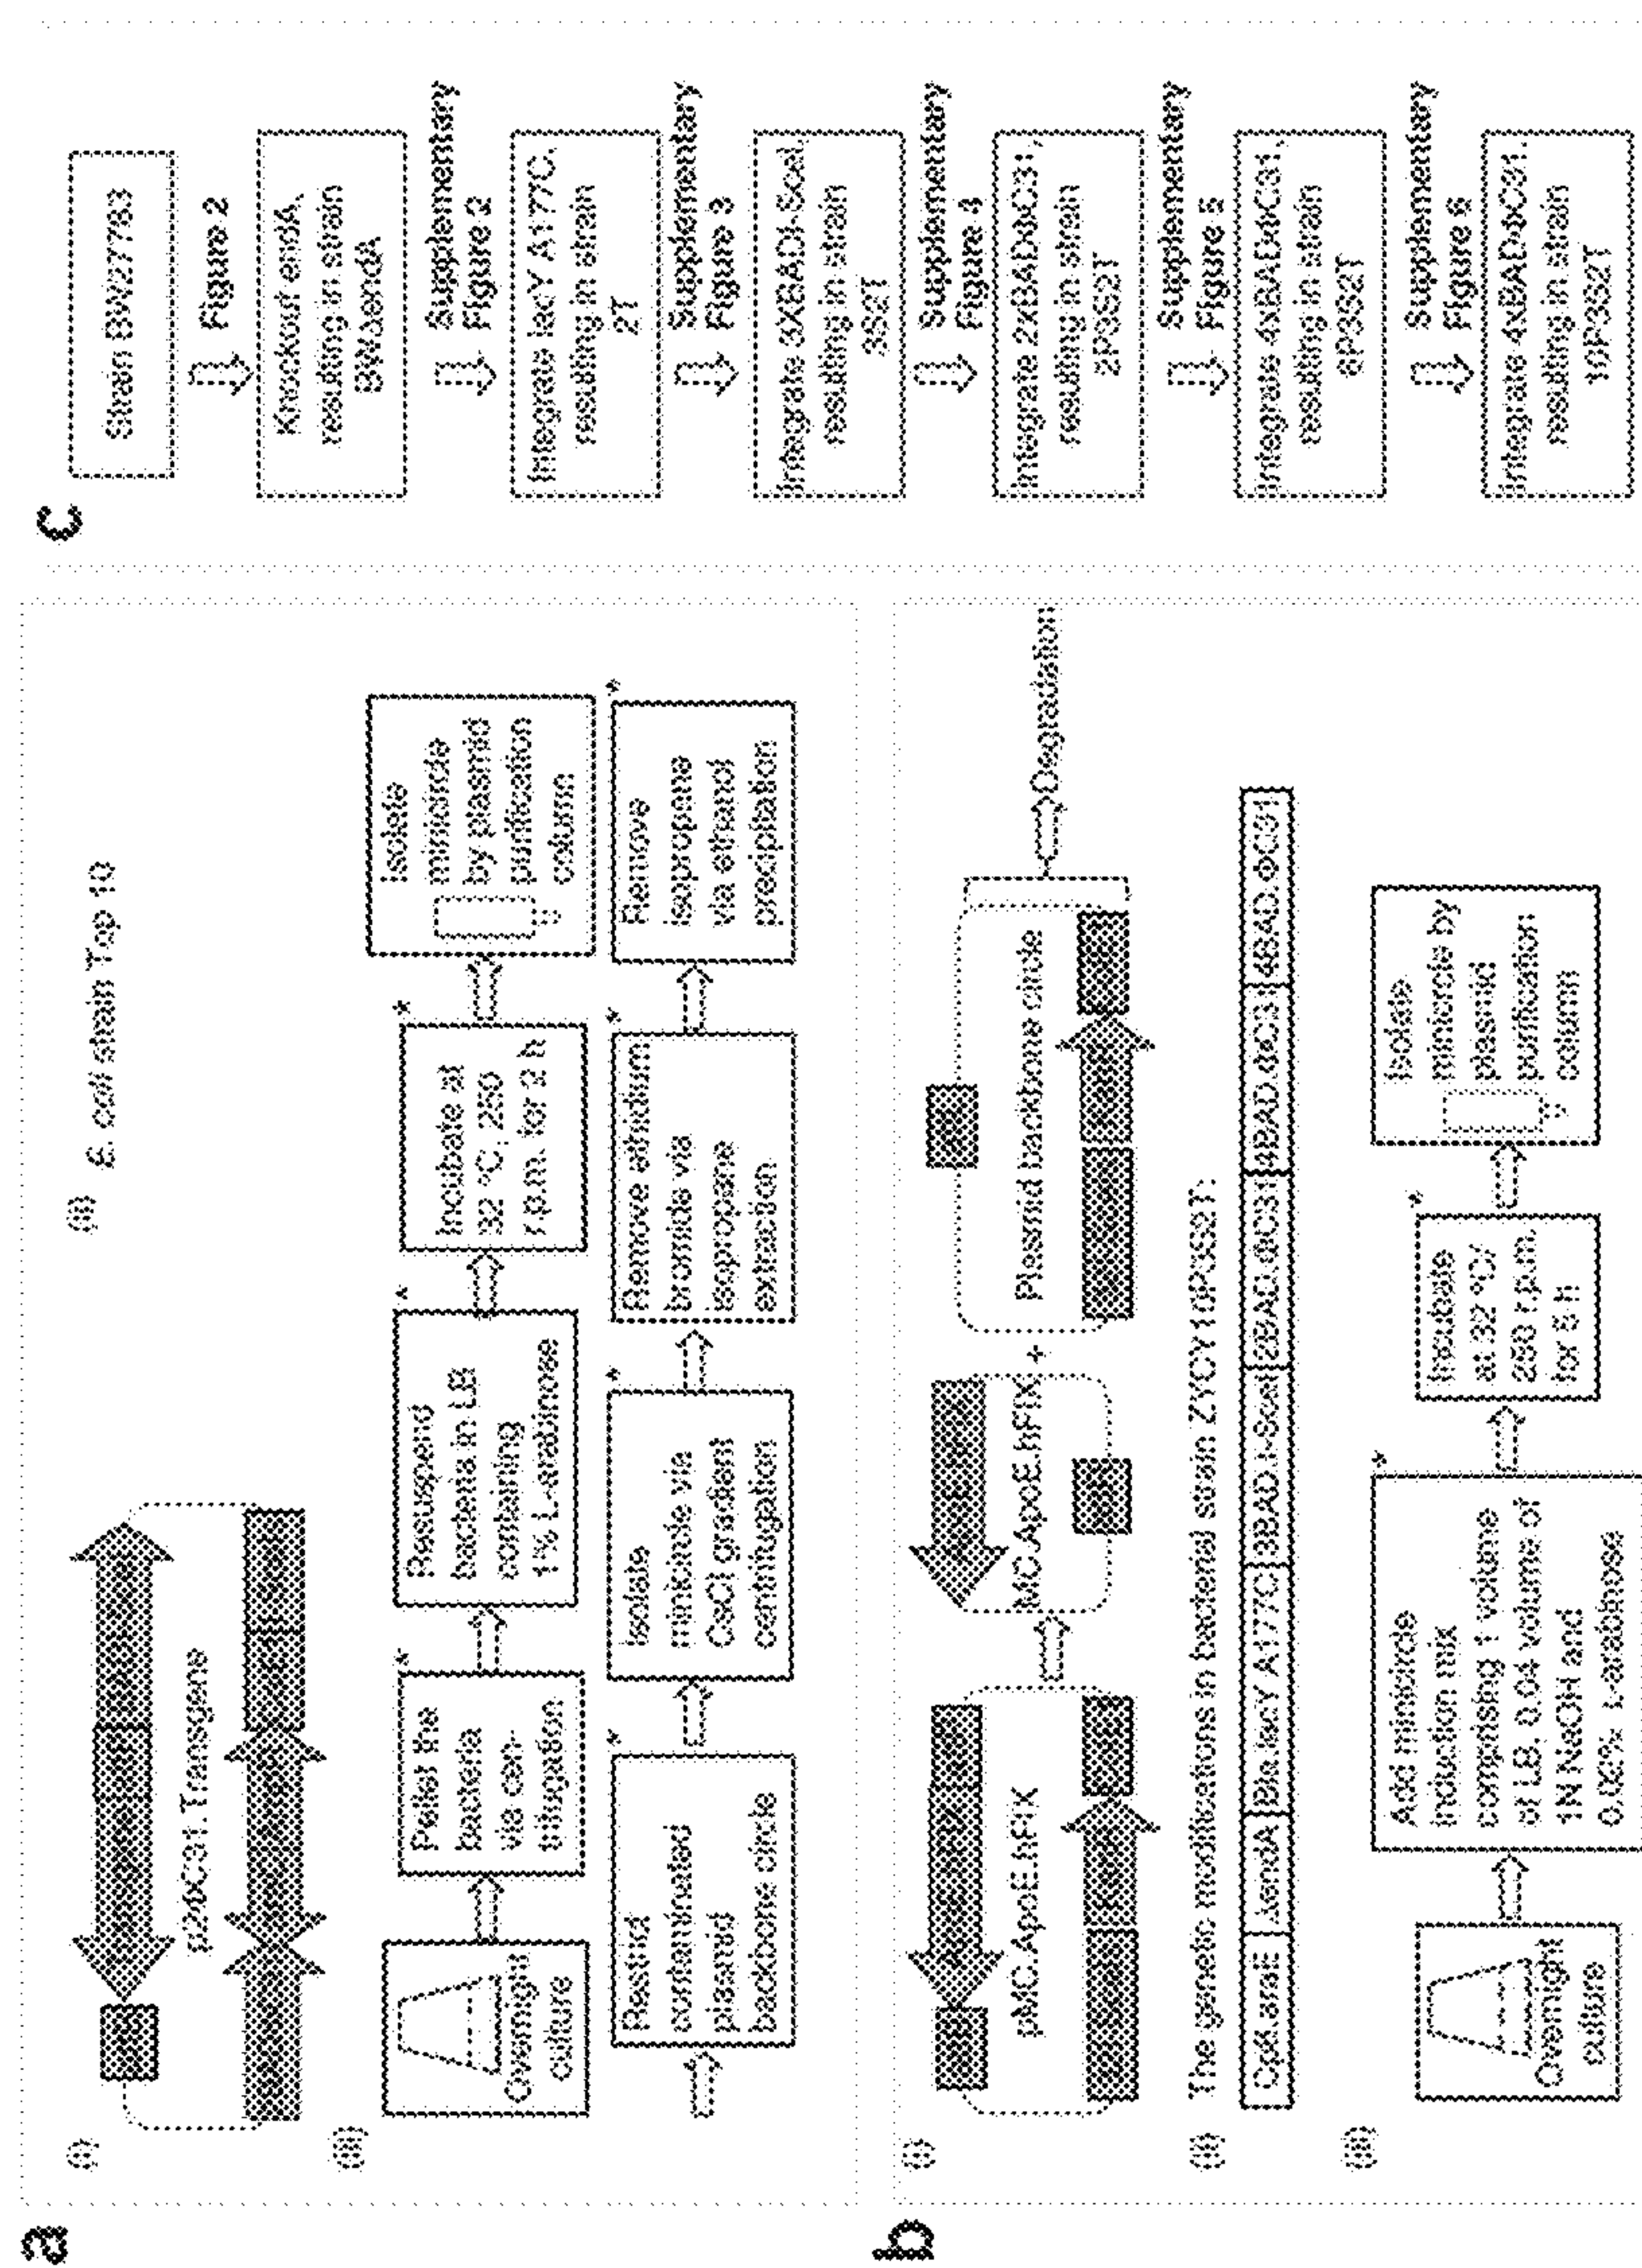 a
(i)
p2ΦC31.Transgene
(ii)
E. coli strain Top 10
(iii)
Overnight
culture
Pellet the
bacteria
via cen-
trifugation
Resuspend
bacteria in LB
containing
1% L-arabinose
Incubate at
32 °C, 250
r.p.m. for 2 h
Isolate
minicircle
by plasmid
purification
column
Restrict
contaminated
plasmid
backbone circle
Isolate
minicircle via
CsCl gradient
centrifugation
Remove ethidium
bromide via
isopropane
extraction
Remove
isopropane
via ethanol
precipitation
b
(i)
pMC.ApoE.hFIX
MC.ApoE.hFIX
+
Plasmid backbone circle
Degradation
(ii)
The genetic modifications in bacterial strain ZYCY10P3S2T:
araE
ΔendA
Bls.lacY A177C
3BAD.I-SceI
2BAD.ΦC31
4BAD.ΦC31
4BAD.ΦC31
(iii)
Overnight
culture
Add minicircle
induction mix
comprising 1 volume
of LB, 0.04 volume of
1N NaOH and
0.02% L-arabinose
Incubate
at 32 °C/
250 r.p.m.
for 5 h
Isolate
minicircle by
plasmid
purification
column
c
Strain BW27783
Figure 2
Knockout endA,
resulting in strain
BWΔendA
Supplementary
Figure 2
Integrate lacY A177C,
resulting in strain
2T
Supplementary
Figure 3
Integrate 3XBADI-SceI,
resulting in strain
3S2T
Supplementary
Figure 4
Integrate 2xBADΦC31,
resulting in strain
2P3S2T
Supplementary
Figure 5
Integrate 4xBADΦC31,
resulting in strain
6P3S2T
Supplementary
Figure 6
Integrate 4xBADΦC31,
resulting in strain
10P3S2T